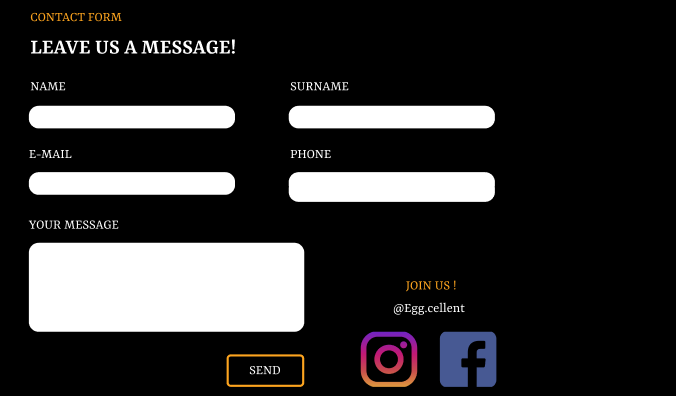 CONTACT FORM
LEAVE US A MESSAGE!
NAME
SURNAME
E-MAIL
PHONE
YOUR MESSAGE
JOIN US !
@Egg.cellent
SEND